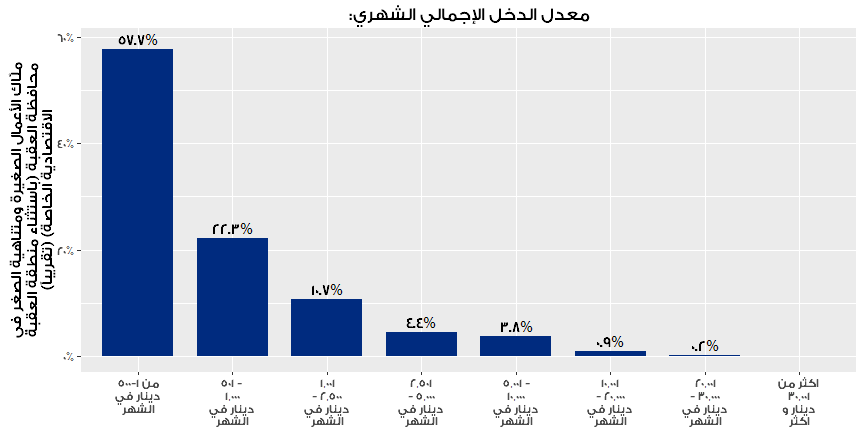 معدل الدخل الإجمالي الشهري:
ملّاك الأعمال الصغيرة ومتناهية الصغر في
محافظة العقبة (باستثناء منطقة العقبة
الاقتصادية الخاصة) (تقريباً)
٦٠%
٤٠%
٢٠%
٠%
٥٧.٧%
٢٢.٣%
١٠.٧%
٤.٤%
٣.٨%
٠.٩%
٠.٢%
من ١-٥٠٠
دينار في
الشهر
٥٠١ -
١,٠٠٠
دينار في
الشهر
١,٠٠١
- ٢,٥٠٠
دينار في
الشهر
٢,٥٠١
- ٥,٠٠٠
دينار في
الشهر
٥,٠٠١ -
١٠,٠٠٠
دينار في
الشهر
١٠,٠٠١
- ٢٠,٠٠٠
دينار في
الشهر
٢٠,٠٠١
- ٣٠,٠٠٠
دينار في
الشهر
اكثر من
٣٠,٠٠١
دينار و
اكثر